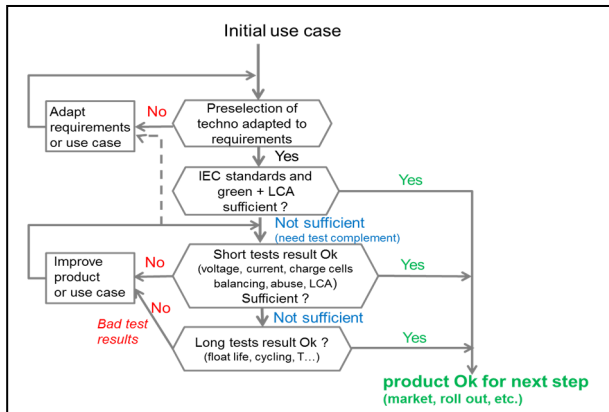 Initial use case
Adapt
requirements
or use case
No
Preselection of
techno adapted to
requirements
Yes
IEC standards and
green + LCA
sufficient ?
Yes
Not sufficient
(need test complement)
Improve
product
or use case
No
Short tests result Ok
(voltage, current, charge cells
balancing, abuse, LCA)
Sufficient ?
Yes
No
Bad test
results
Not sufficient
Long tests result Ok ?
(float life, cycling, T…)
Yes
product Ok for next step
(market, roll out, etc.)